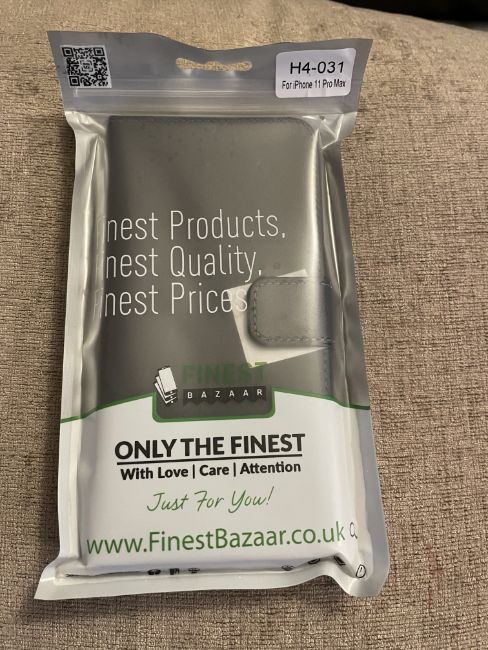 H4-031
For iPhone 11 Pro Max
inest Products,
inest Quality,
Finest Prices
FINEST
BAZAAR
ONLY THE FINEST
With Love | Care | Attention
Just For You!
www.FinestBazaar.co.uk